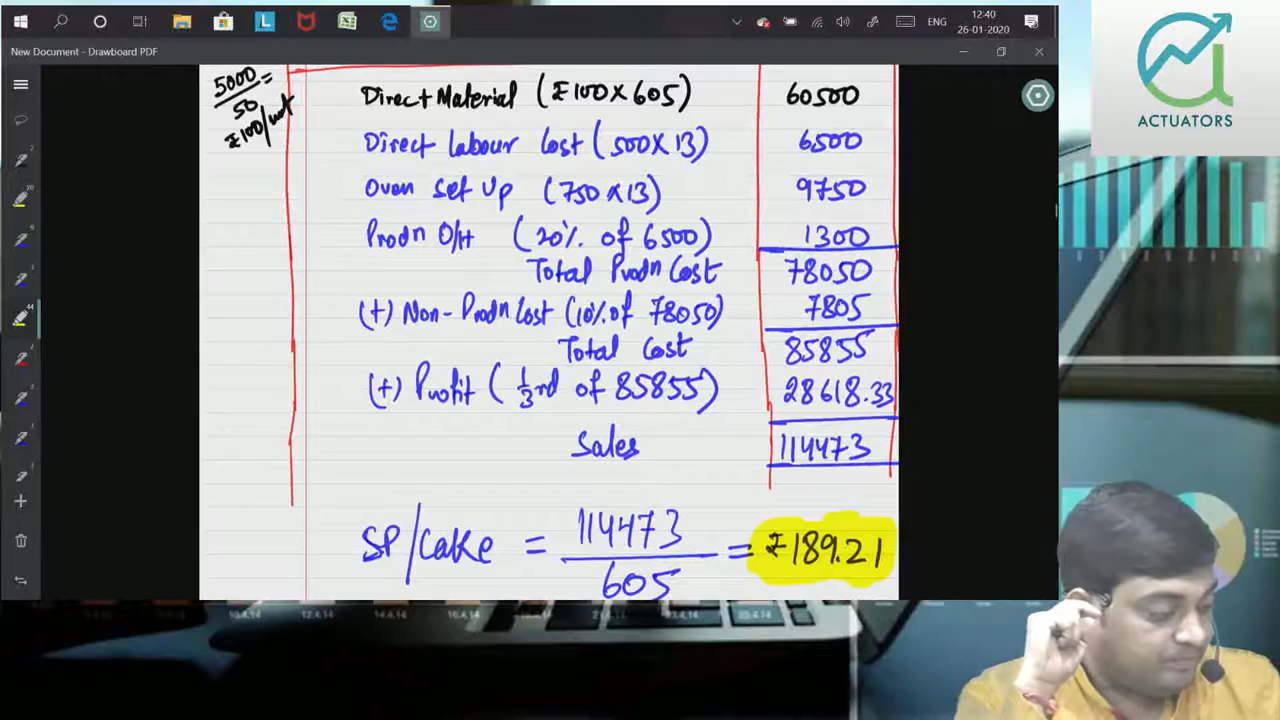 12:40
ENG
26-01-2020
New Document - Drawboard PDF
ACTUATORS
5000 =
50
₹100/unit
Direct Material (₹100 X 605) 60500
Direct Labour Cost (500 X 13) 6500
Oven Set Up (750 X 13) 9750
Prodn O/H (20% of 6500) 1300
Total Prodn Cost 78050
(+) Non-Prodn Cost (10% of 78050) 7805
Total Cost 85855
(+) Profit (1/3rd of 85855) 28618.33
Sales 114473
SP/Cake = 114473 = ₹189.21
605